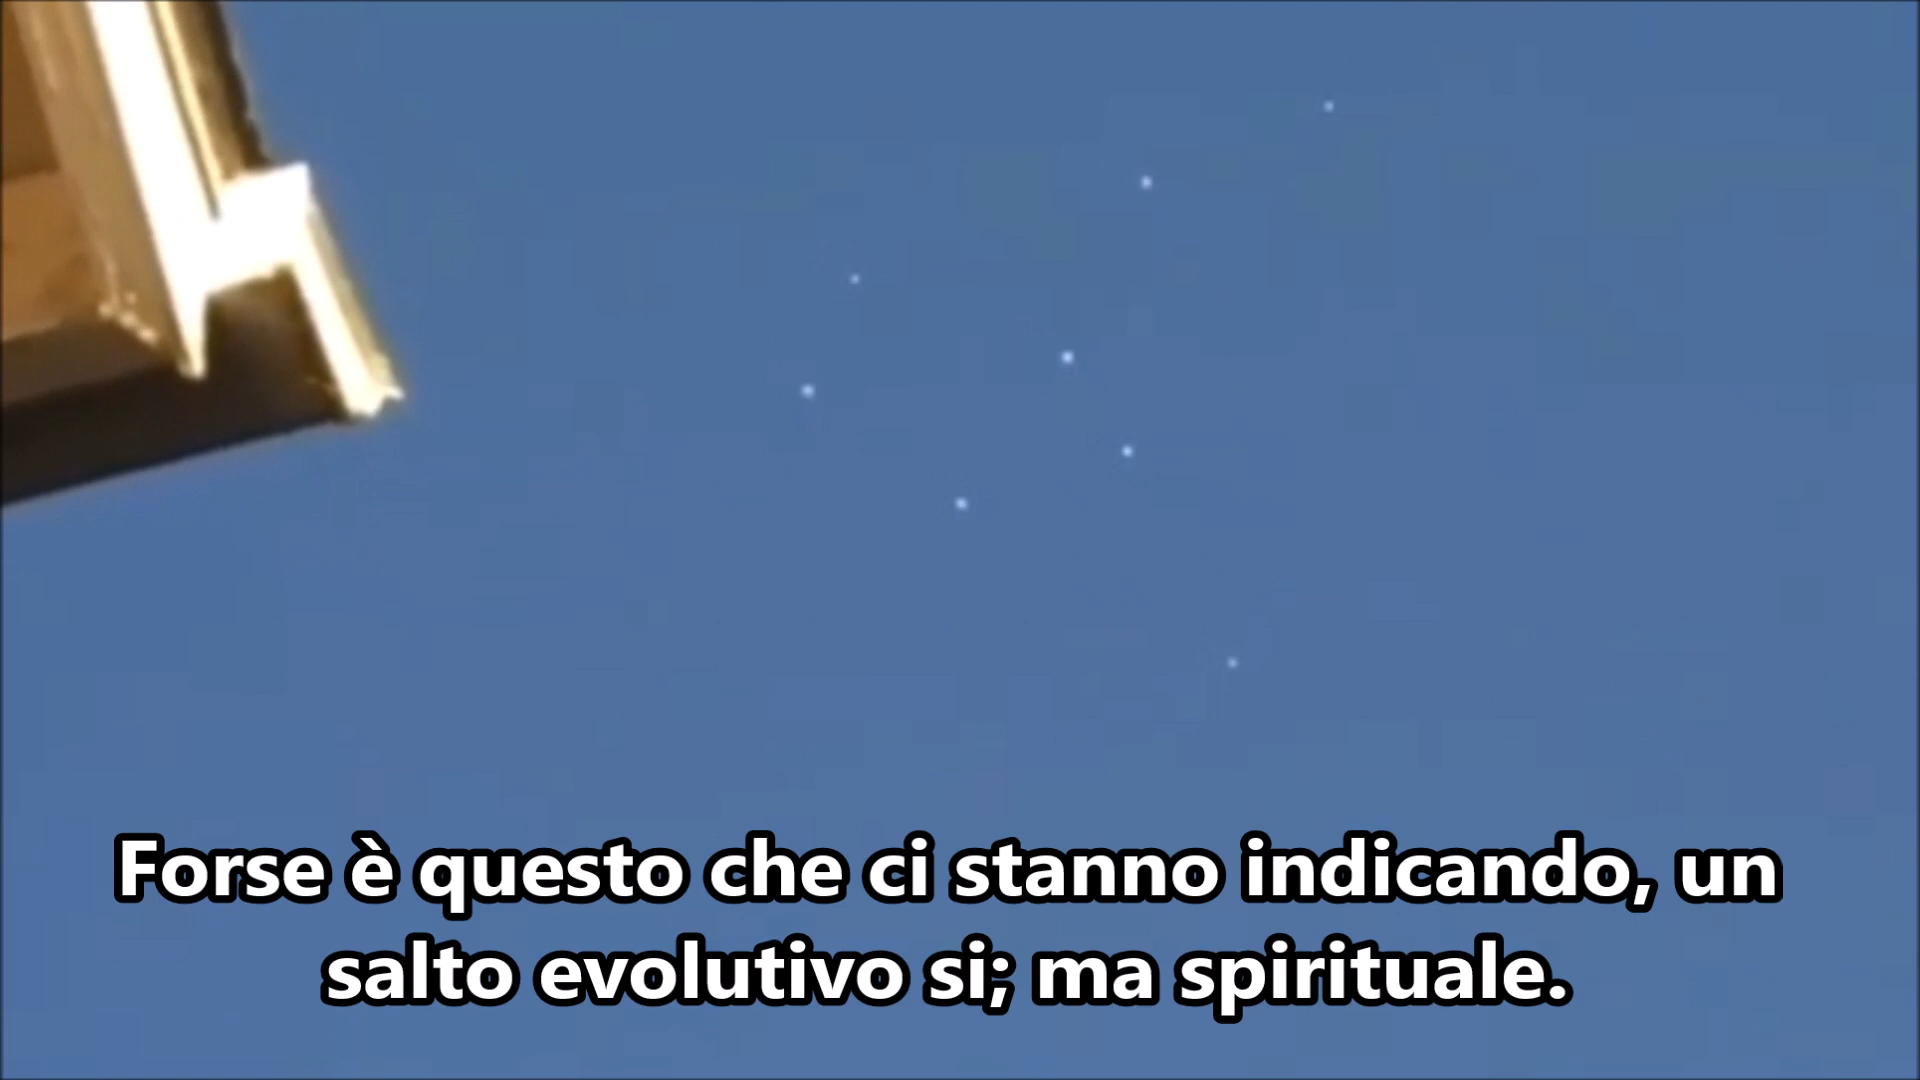 Forse è questo che ci stanno indicando, un
salto evolutivo si; ma spirituale.